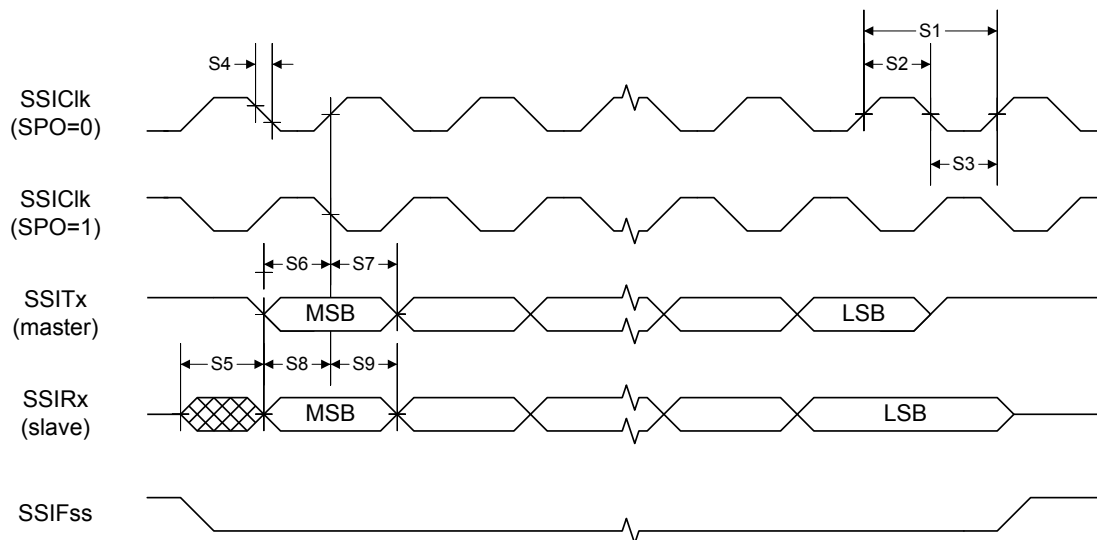 S1
S4
S2
SSIClk
(SPO=0)
S3
SSIClk
(SPO=1)
S6
S7
SSITx
(master)
MSB
LSB
S5
S8
S9
SSIRx
(slave)
MSB
LSB
SSIFss